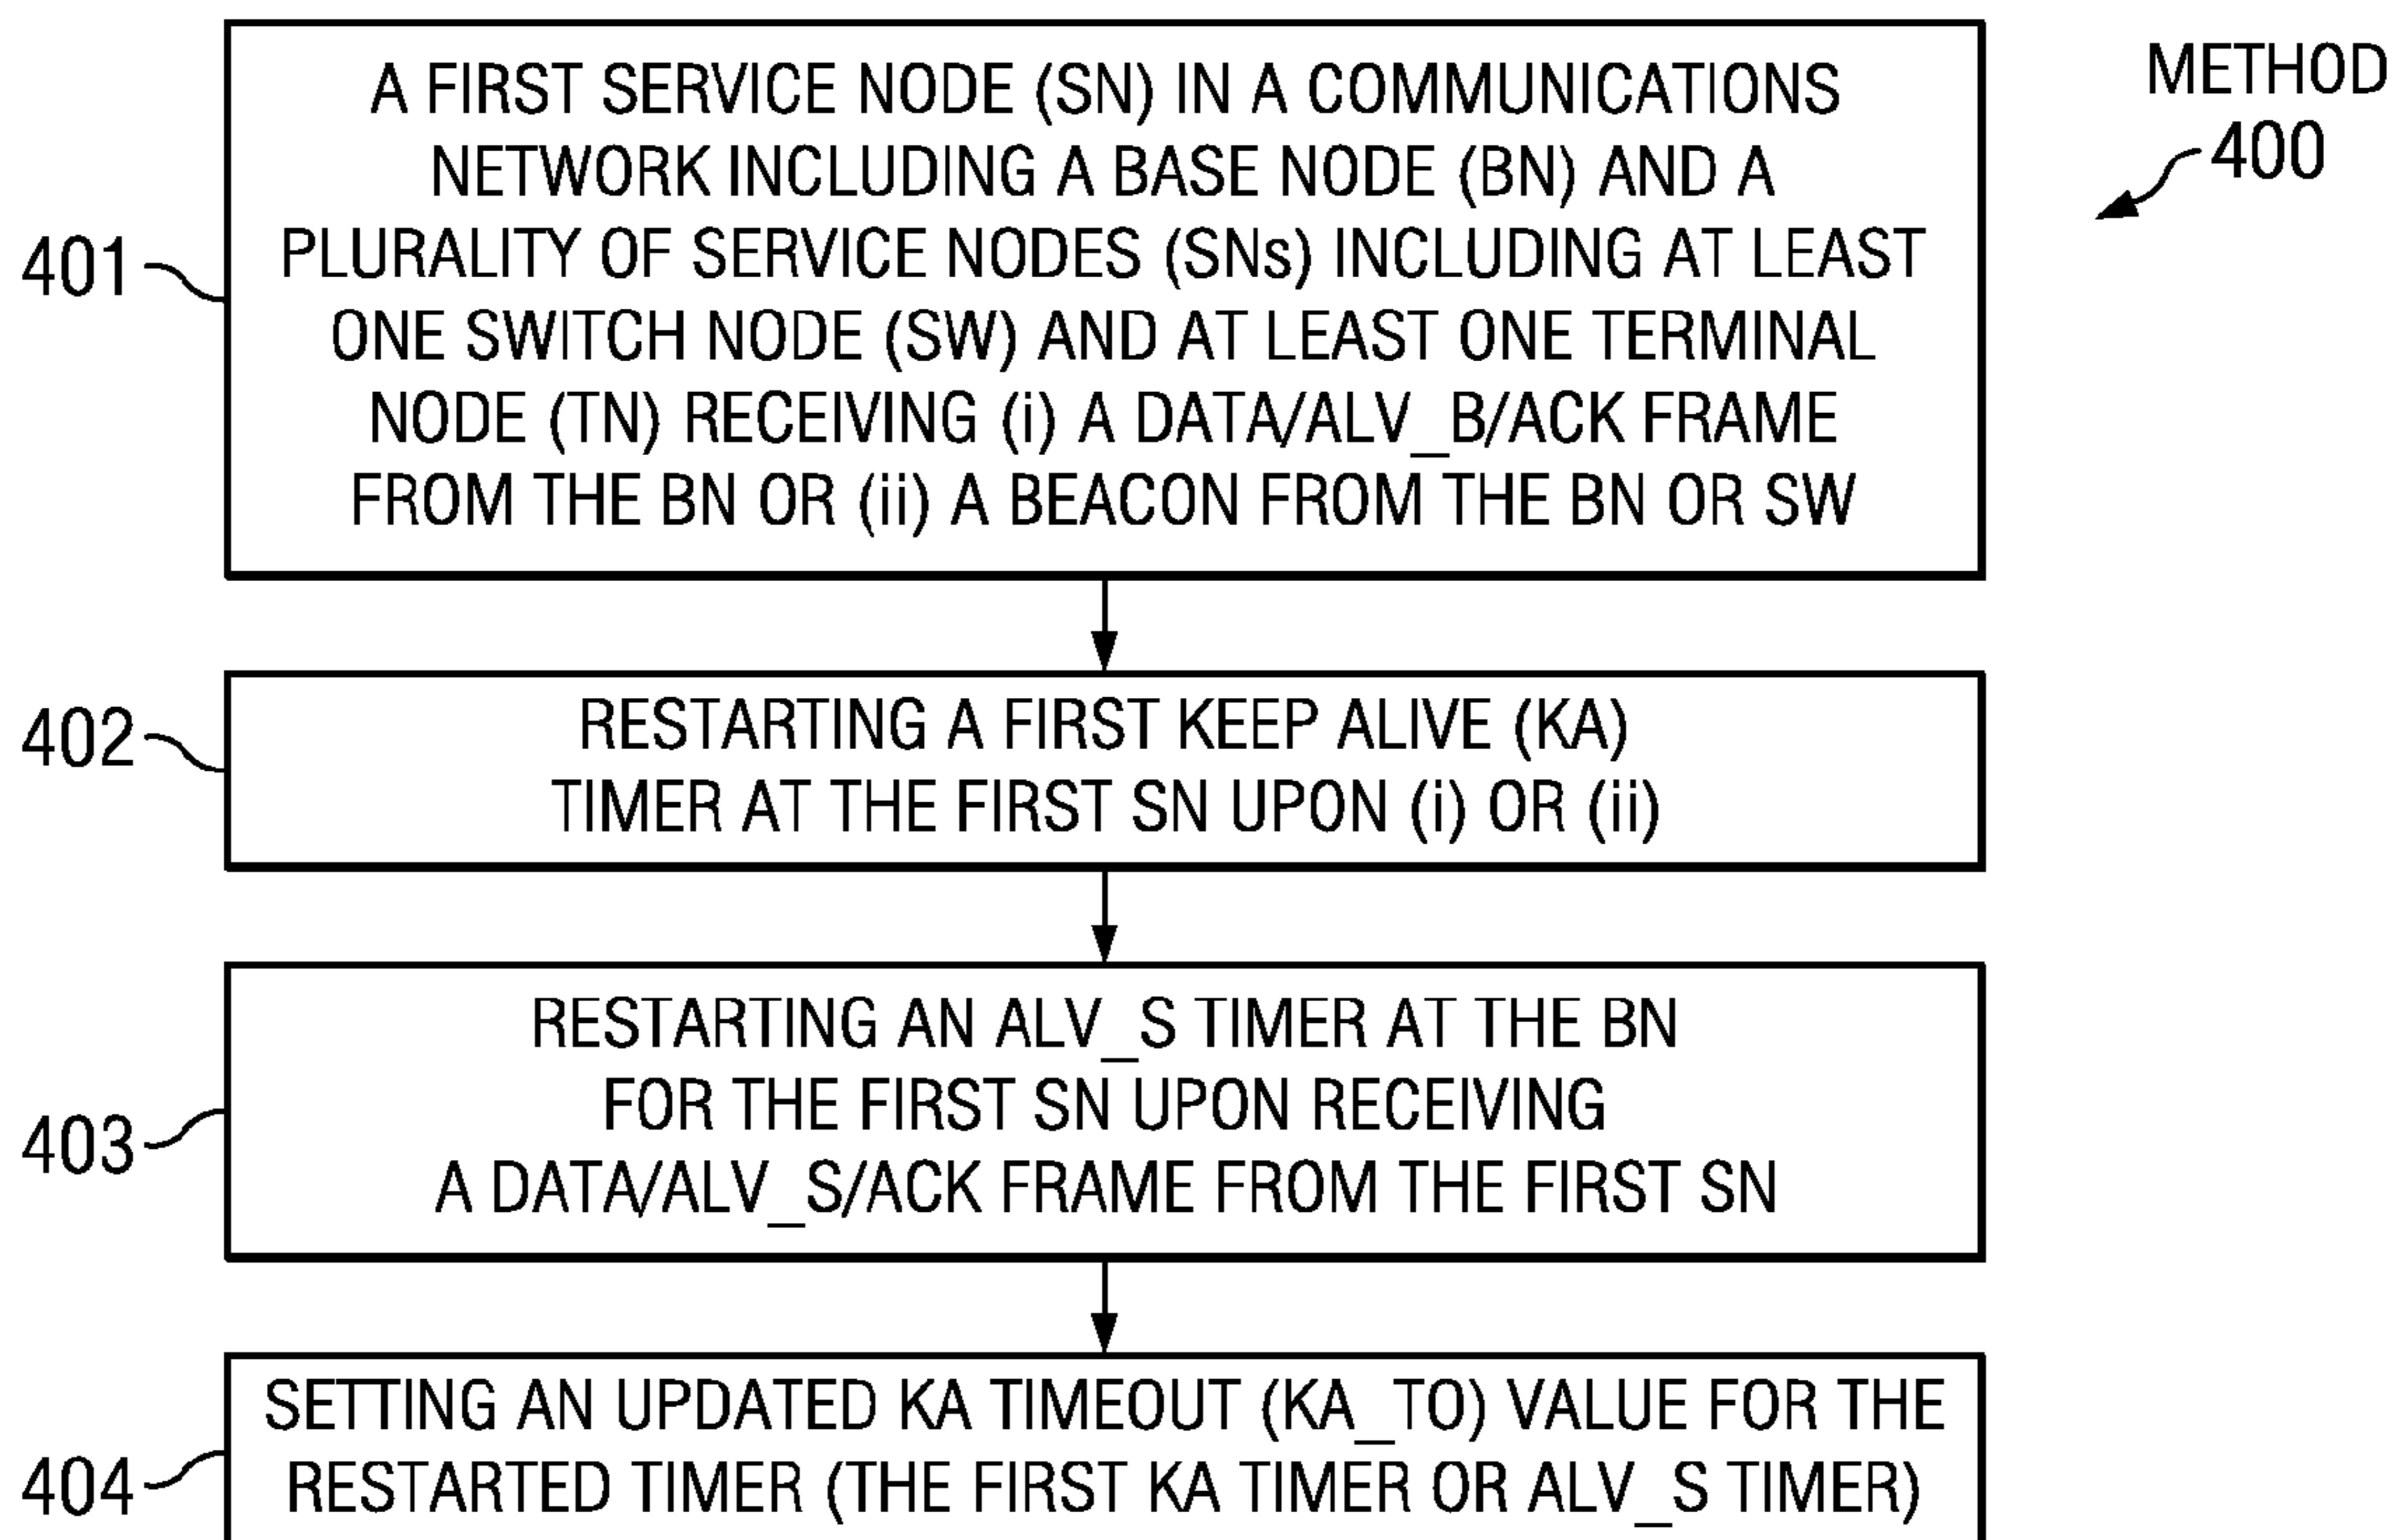 METHOD
400
401
A FIRST SERVICE NODE (SN) IN A COMMUNICATIONS
NETWORK INCLUDING A BASE NODE (BN) AND A
PLURALITY OF SERVICE NODES (SNs) INCLUDING AT LEAST
ONE SWITCH NODE (SW) AND AT LEAST ONE TERMINAL
NODE (TN) RECEIVING (i) A DATA/ALV_B/ACK FRAME
FROM THE BN OR (ii) A BEACON FROM THE BN OR SW
402
RESTARTING A FIRST KEEP ALIVE (KA)
TIMER AT THE FIRST SN UPON (i) OR (ii)
403
RESTARTING AN ALV_S TIMER AT THE BN
FOR THE FIRST SN UPON RECEIVING
A DATA/ALV_S/ACK FRAME FROM THE FIRST SN
404
SETTING AN UPDATED KA TIMEOUT (KA_TO) VALUE FOR THE
RESTARTED TIMER (THE FIRST KA TIMER OR ALV_S TIMER)